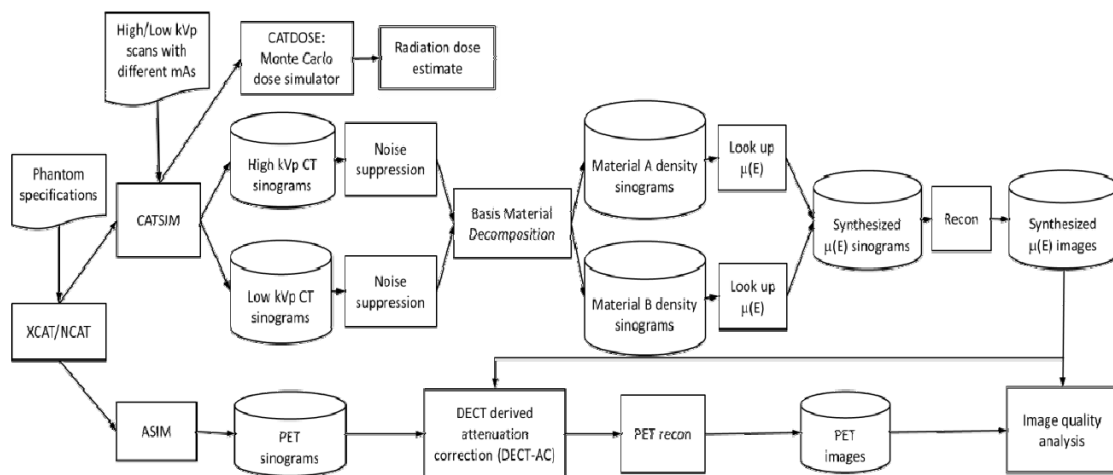 High/Low kVp
scans with
different mAs
CATDOSE:
Monte Carlo
dose simulator
Radiation dose
estimate
Phantom
specifications
CATSIM
High kVp CT
sinograms
Noise
suppression
Low kVp CT
sinograms
Noise
suppression
Basis Material
Decomposition
Material A density
sinograms
Look up
μ(E)
Material B density
sinograms
Look up
μ(E)
Synthesized
μ(E) sinograms
Recon
Synthesized
μ(E) images
XCAT/NCAT
ASIM
PET
sinograms
DECT derived
attenuation
correction (DECT-AC)
PET recon
PET
images
Image quality
analysis